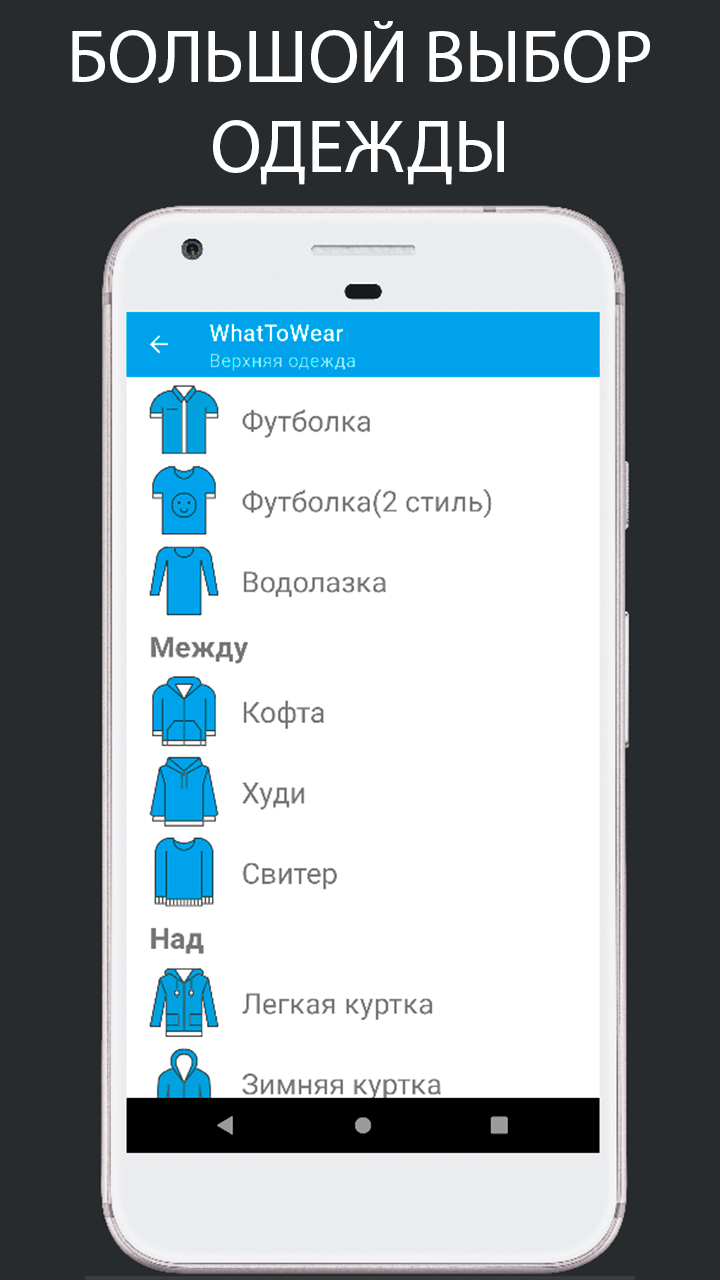 БОЛЬШОЙ ВЫБОР
ОДЕЖДЫ
WhatToWear
Верхняя одежда
Футболка
Футболка(2 стиль)
Водолазка
Между
Кофта
Худи
Свитер
Над
Легкая куртка
Зимняя куртка